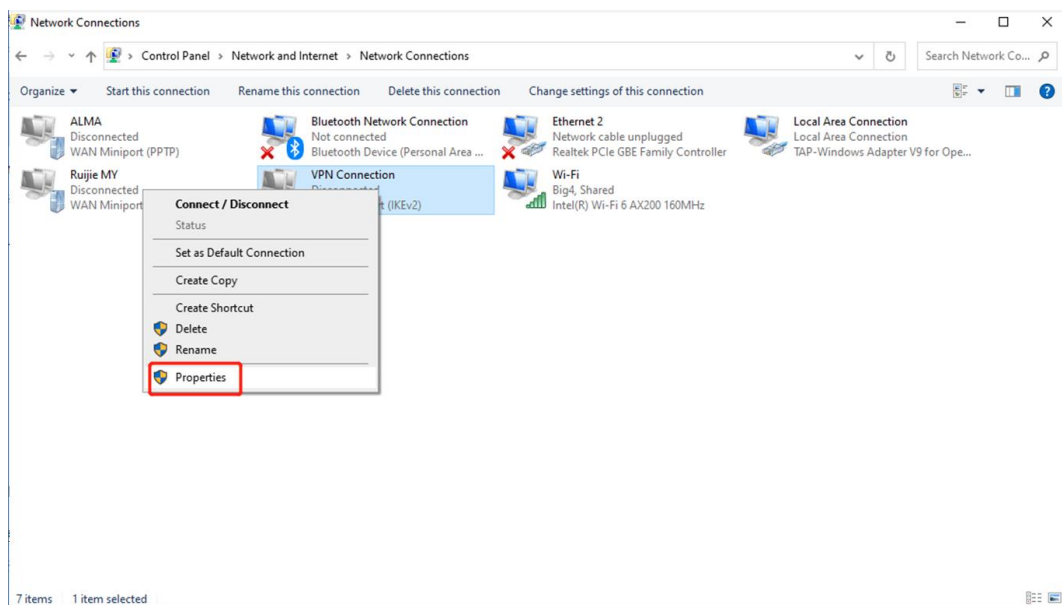 Network Connections
Control Panel > Network and Internet > Network Connections
Search Network Co...
Organize Start this connection Rename this connection Delete this connection Change settings of this connection
ALMA
Disconnected
WAN Miniport (PPTP)
Bluetooth Network Connection
Not connected
Bluetooth Device (Personal Area ...
Ethernet 2
Network cable unplugged
Realtek PCIe GBE Family Controller
Local Area Connection
Local Area Connection
TAP-Windows Adapter V9 for Ope...
Ruijie MY
Disconnected
WAN Miniport
VPN Connection
Disconnected
t (IKEv2)
Wi-Fi
Big4, Shared
Intel(R) Wi-Fi 6 AX200 160MHz
Connect / Disconnect
Status
Set as Default Connection
Create Copy
Create Shortcut
Delete
Rename
Properties
7 items 1 item selected